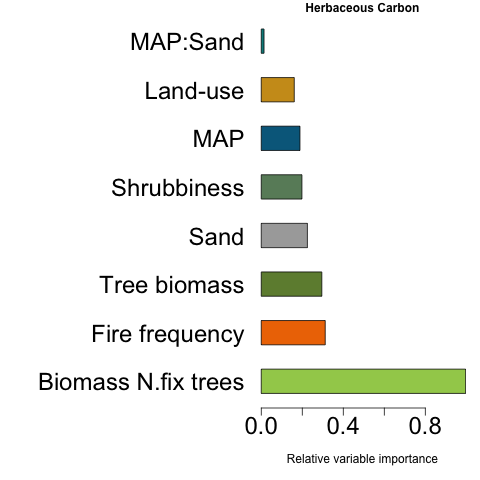 Herbaceous Carbon
MAP:Sand
Land-use
MAP
Shrubbiness
Sand
Tree biomass
Fire frequency
Biomass N.fix trees
0.0 0.4 0.8
Relative variable importance